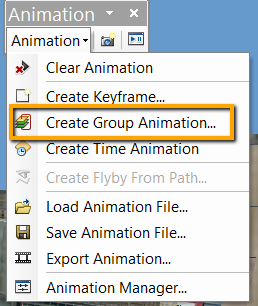 Animation
Animation
Clear Animation
Create Keyframe...
Create Group Animation...
Create Time Animation
Create Flyby From Path...
Load Animation File...
Save Animation File...
Export Animation...
Animation Manager...